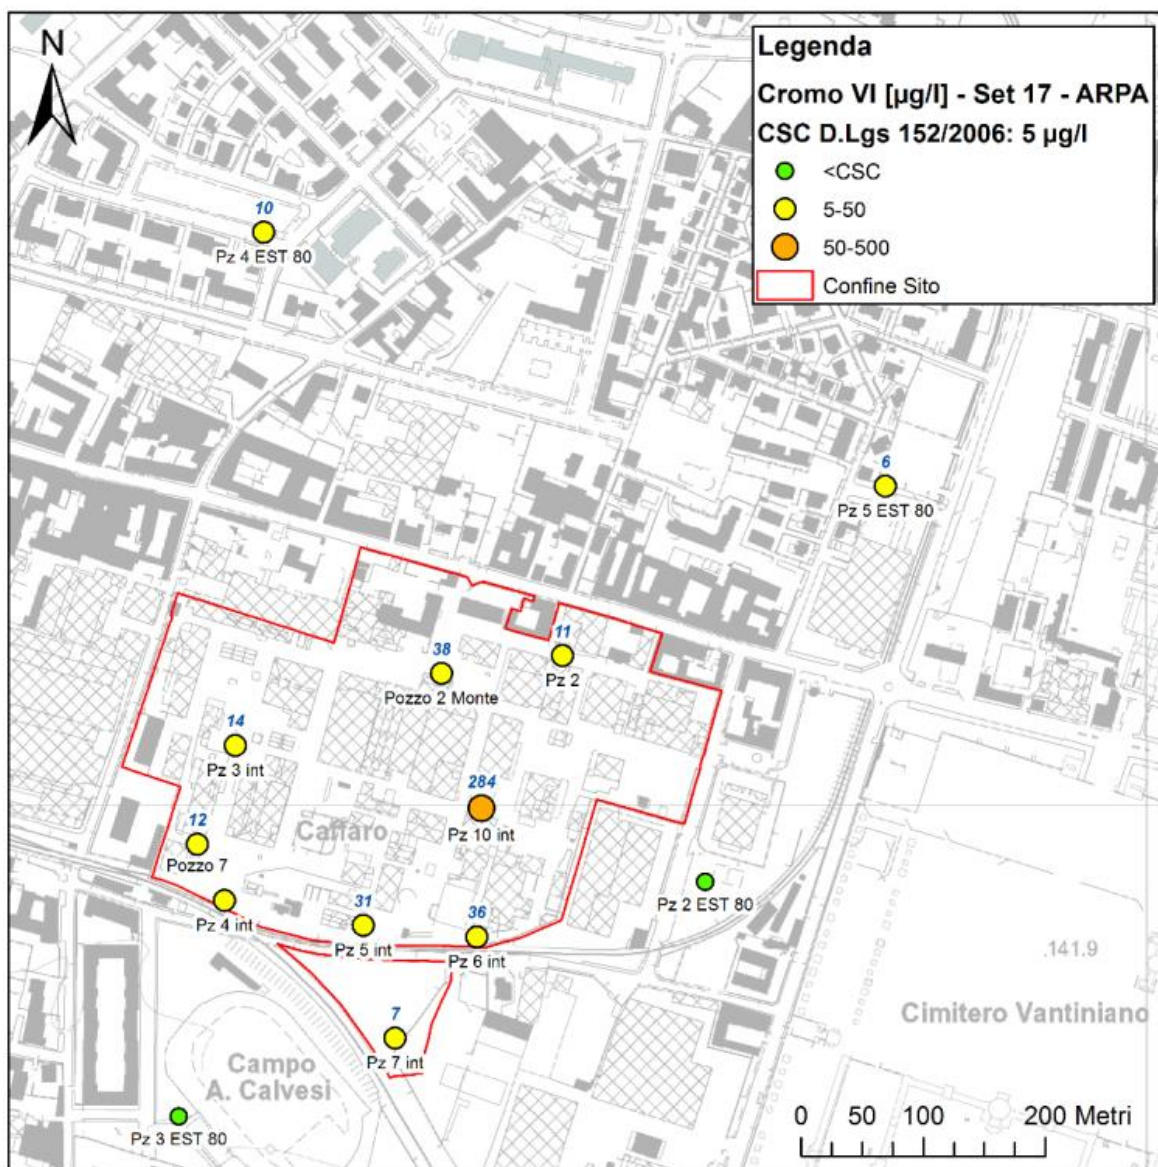 N
Legenda
Cromo VI [µg/l] - Set 17 - ARPA
CSC D.Lgs 152/2006: 5 µg/l
<CSC
5-50
50-500
Confine Sito
10
Pz 4 EST 80
6
Pz 5 EST 80
11
Pz 2
38
Pozzo 2 Monte
14
Pz 3 int
284
Pz 10 int
12
Pozzo 7
Caffaro
Pz 2 EST 80
Pz 4 int
31
Pz 5 int
36
Pz 6 int
.141.9
Cimitero Vantiniano
7
Pz 7 int
Campo
A. Calvesi
Pz 3 EST 80
0 50 100 200 Metri